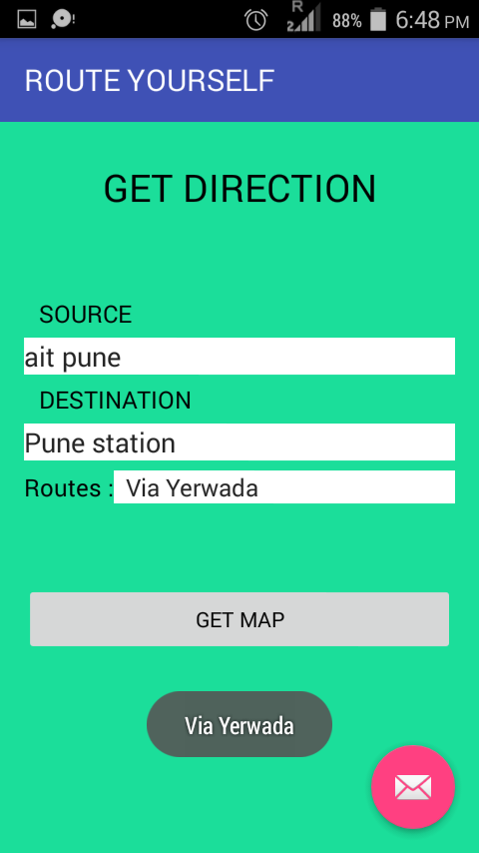 R
2
88%
6:48 PM
ROUTE YOURSELF
GET DIRECTION
SOURCE
ait pune
DESTINATION
Pune station
Routes : Via Yerwada
GET MAP
Via Yerwada